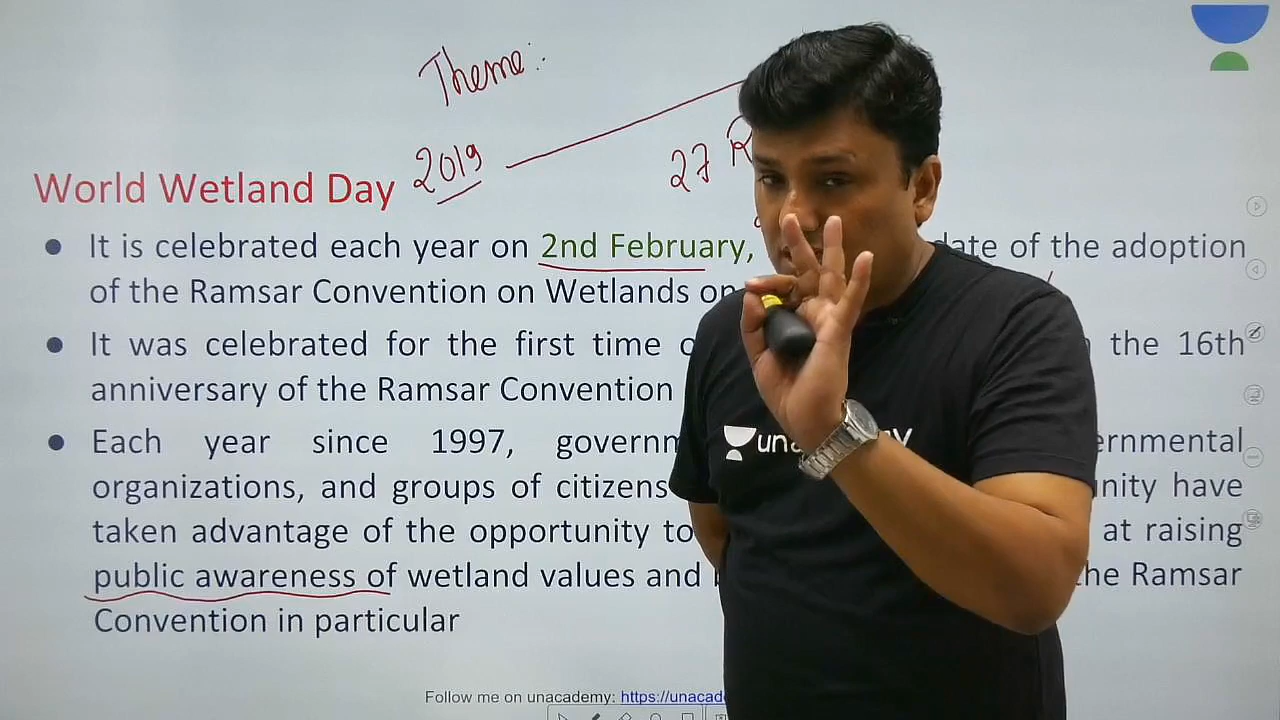 Theme:
2019
27 R
World Wetland Day
● It is celebrated each year on 2nd February, date of the adoption
of the Ramsar Convention on Wetlands on
● It was celebrated for the first time the 16th
anniversary of the Ramsar Convention
● Each year since 1997, ernmental
organizations, and groups of citizens nity have
taken advantage of the opportunity to at raising
public awareness of wetland values and the Ramsar
Convention in particular
una my
Follow me on unacademy: https://unacade